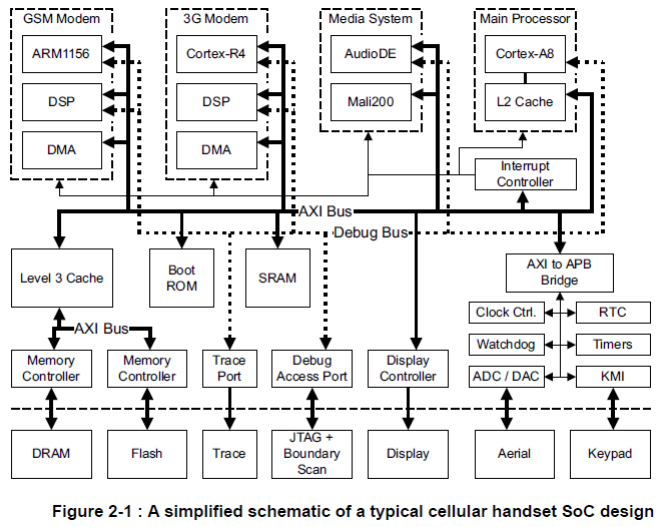 GSM Modem
3G Modem
Media System
Main Processor
ARM1156
Cortex-R4
AudioDE
Cortex-A8
DSP
DSP
Mali200
L2 Cache
DMA
DMA
Interrupt
Controller
AXI Bus
Debug Bus
Level 3 Cache
Boot
ROM
SRAM
AXI to APB
Bridge
AXI Bus
Clock Ctrl.
RTC
Watchdog
Timers
Memory
Controller
Memory
Controller
Trace
Port
Debug
Access Port
Display
Controller
ADC / DAC
KMI
DRAM
Flash
Trace
JTAG +
Boundary
Scan
Display
Aerial
Keypad
Figure 2-1 : A simplified schematic of a typical cellular handset SoC design